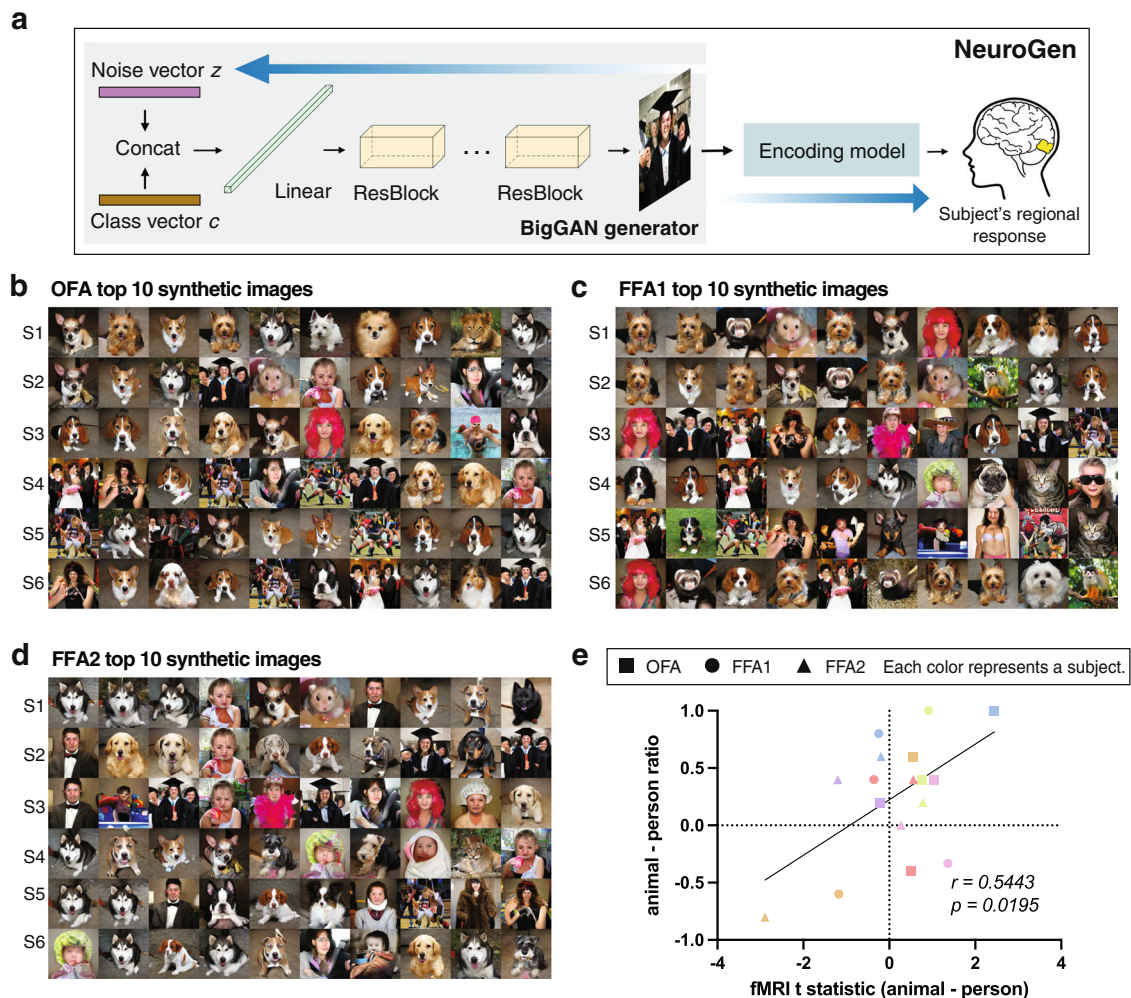 a
NeuroGen
Noise vector z
Concat
Class vector c
Linear
ResBlock
...
ResBlock
BigGAN generator
Encoding model
Subject's regional
response
b OFA top 10 synthetic images
S1
S2
S3
S4
S5
S6
c FFA1 top 10 synthetic images
S1
S2
S3
S4
S5
S6
d FFA2 top 10 synthetic images
S1
S2
S3
S4
S5
S6
e
OFA FFA1 FFA2 Each color represents a subject.
animal - person ratio
1.0
0.5
0.0
-0.5
-1.0
r = 0.5443
p = 0.0195
-4 -2 0 2 4
fMRI t statistic (animal - person)